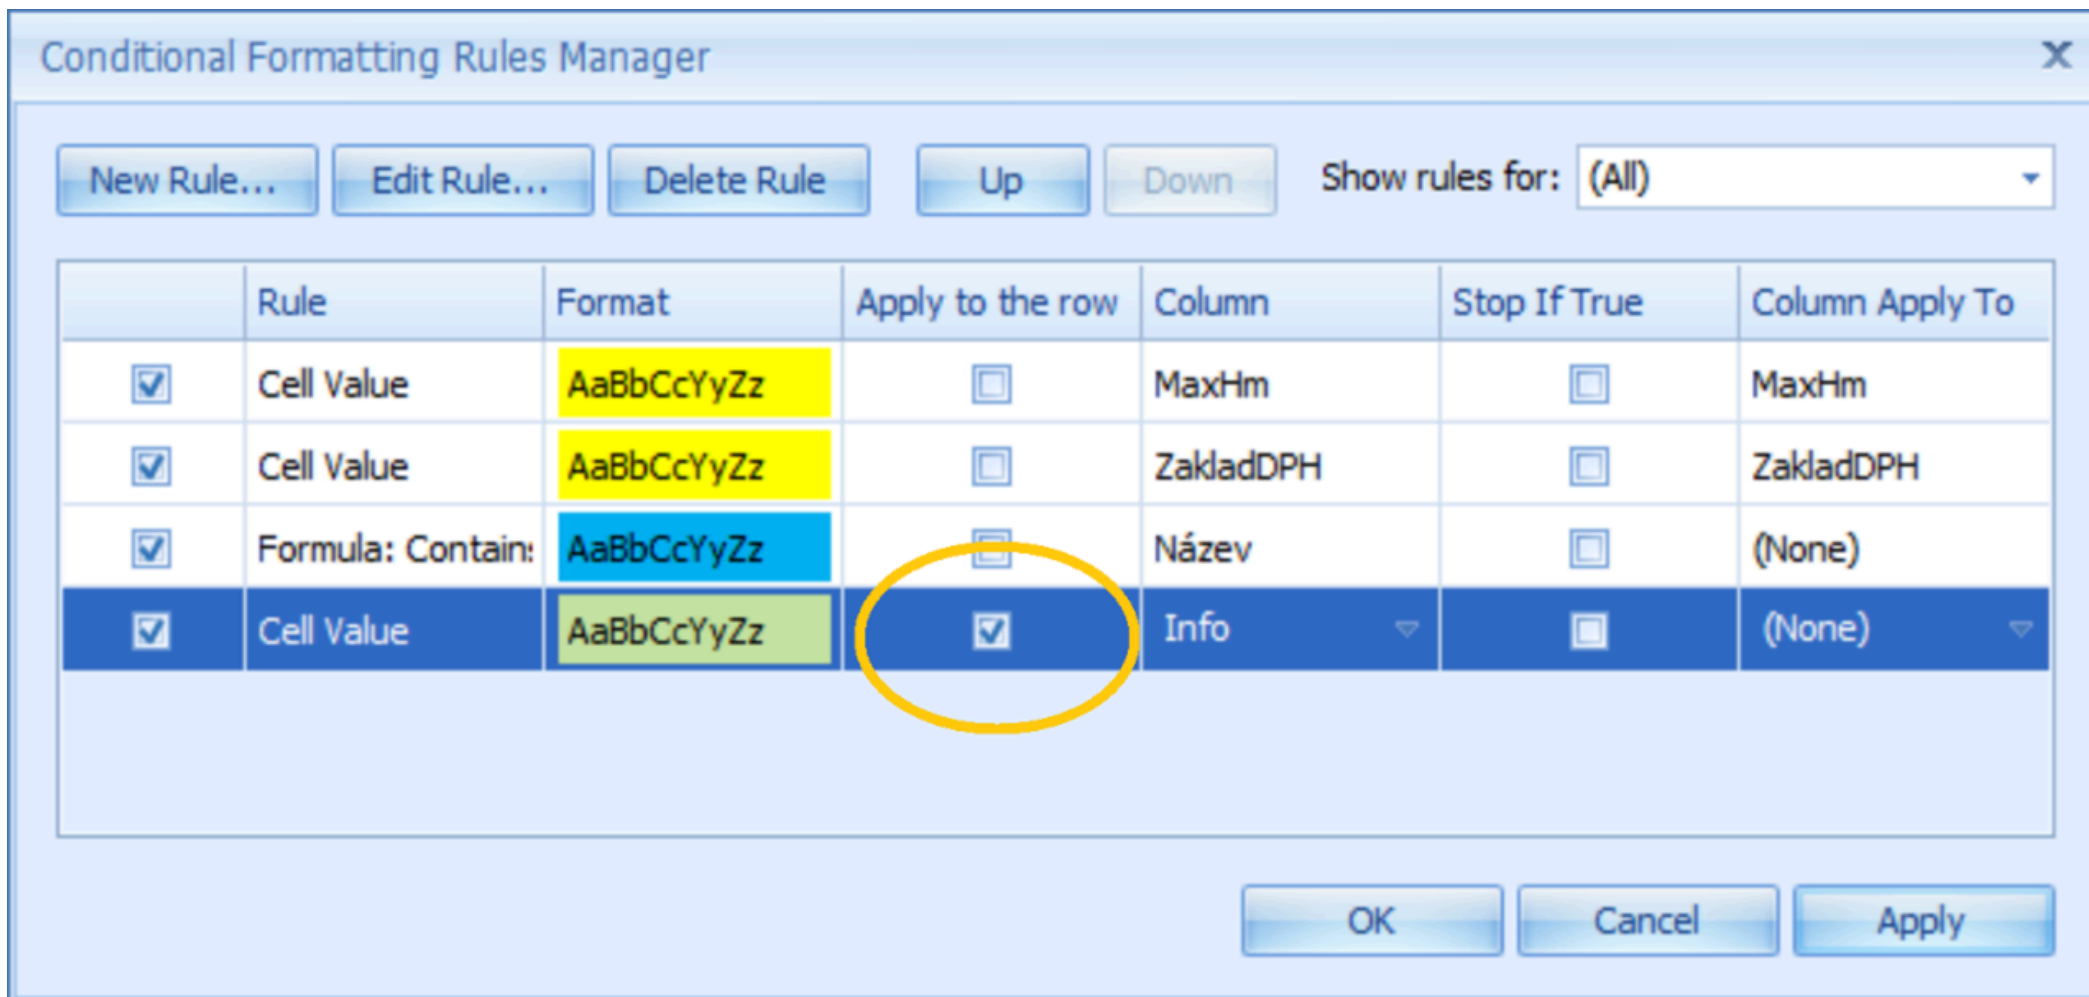 Conditional Formatting Rules Manager
New Rule... Edit Rule... Delete Rule Up Down Show rules for: (All)
Rule Format Apply to the row Column Stop If True Column Apply To
Cell Value AaBbCcYyZz MaxHm MaxHm
Cell Value AaBbCcYyZz ZakladDPH ZakladDPH
Formula: Contains AaBbCcYyZz Název (None)
Cell Value AaBbCcYyZz Info (None)
OK Cancel Apply